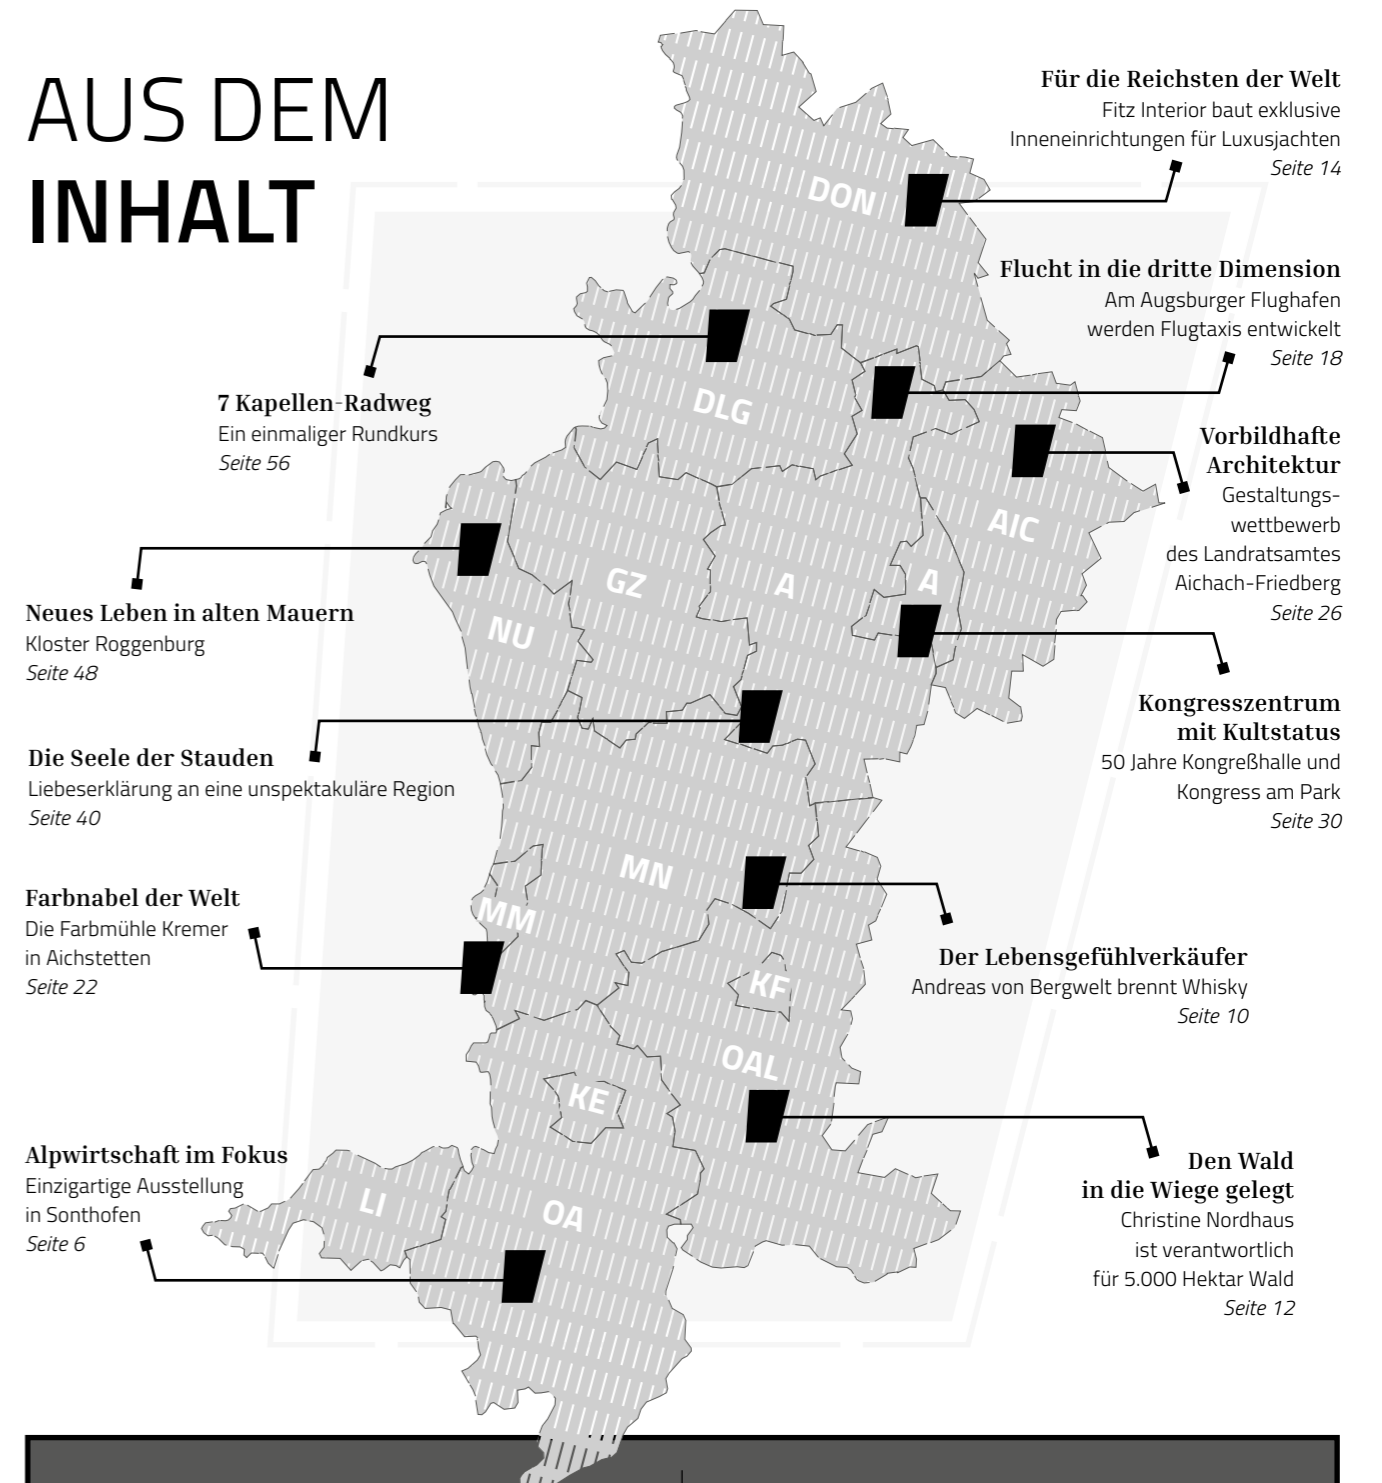 AUS DEM
INHALT
Für die Reichsten der Welt
Fitz Interior baut exklusive
Inneneinrichtungen für Luxusjachten
Seite 14
Flucht in die dritte Dimension
Am Augsburger Flughafen
werden Flugtaxis entwickelt
Seite 18
7 Kapellen-Radweg
Ein einmaliger Rundkurs
Seite 56
Vorbildhafte
Architektur
Gestaltungs-
wettbewerb
des Landratsamtes
Aichach-Friedberg
Seite 26
Neues Leben in alten Mauern
Kloster Roggenburg
Seite 48
Kongresszentrum
mit Kultstatus
50 Jahre Kongreßhalle und
Kongress am Park
Seite 30
Die Seele der Stauden
Liebeserklärung an eine unspektakuläre Region
Seite 40
Farbnabel der Welt
Die Farbmühle Kremer
in Aichstetten
Seite 22
Der Lebensgefühlverkäufer
Andreas von Bergwelt brennt Whisky
Seite 10
Alpwirtschaft im Fokus
Einzigartige Ausstellung
in Sonthofen
Seite 6
Den Wald
in die Wiege gelegt
Christine Nordhaus
ist verantwortlich
für 5.000 Hektar Wald
Seite 12
DON
DLG
AIC
GZ
A
A
NU
MN
MM
KF
OAL
KE
LI
OA